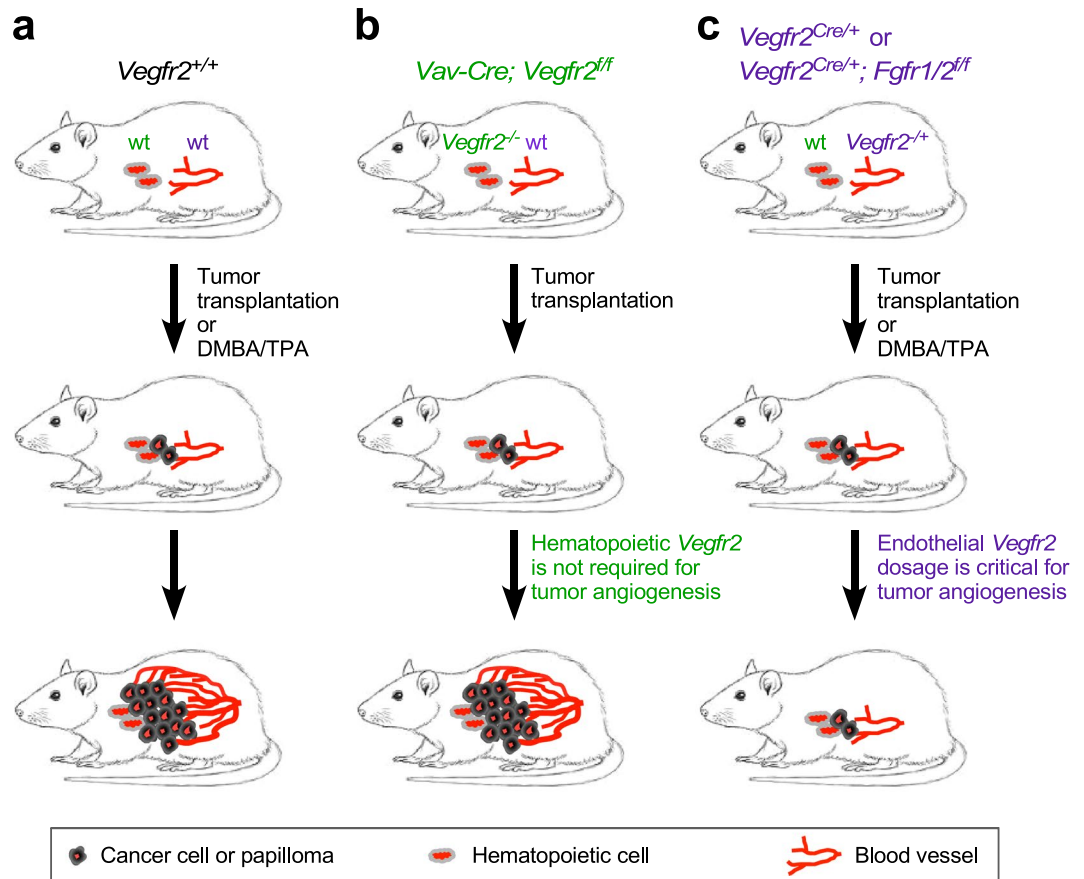 a
Vegfr2+/+
wt wt
Tumor
transplantation
or
DMBA/TPA
b
Vav-Cre; Vegfr2f/f
Vegfr2-/- wt
Tumor
transplantation
Hematopoietic Vegfr2
is not required for
tumor angiogenesis
c
Vegfr2Cre/+ or
Vegfr2Cre/+; Fgfr1/2f/f
wt Vegfr2-/+
Tumor
transplantation
or
DMBA/TPA
Endothelial Vegfr2
dosage is critical for
tumor angiogenesis
Cancer cell or papilloma
Hematopoietic cell
Blood vessel